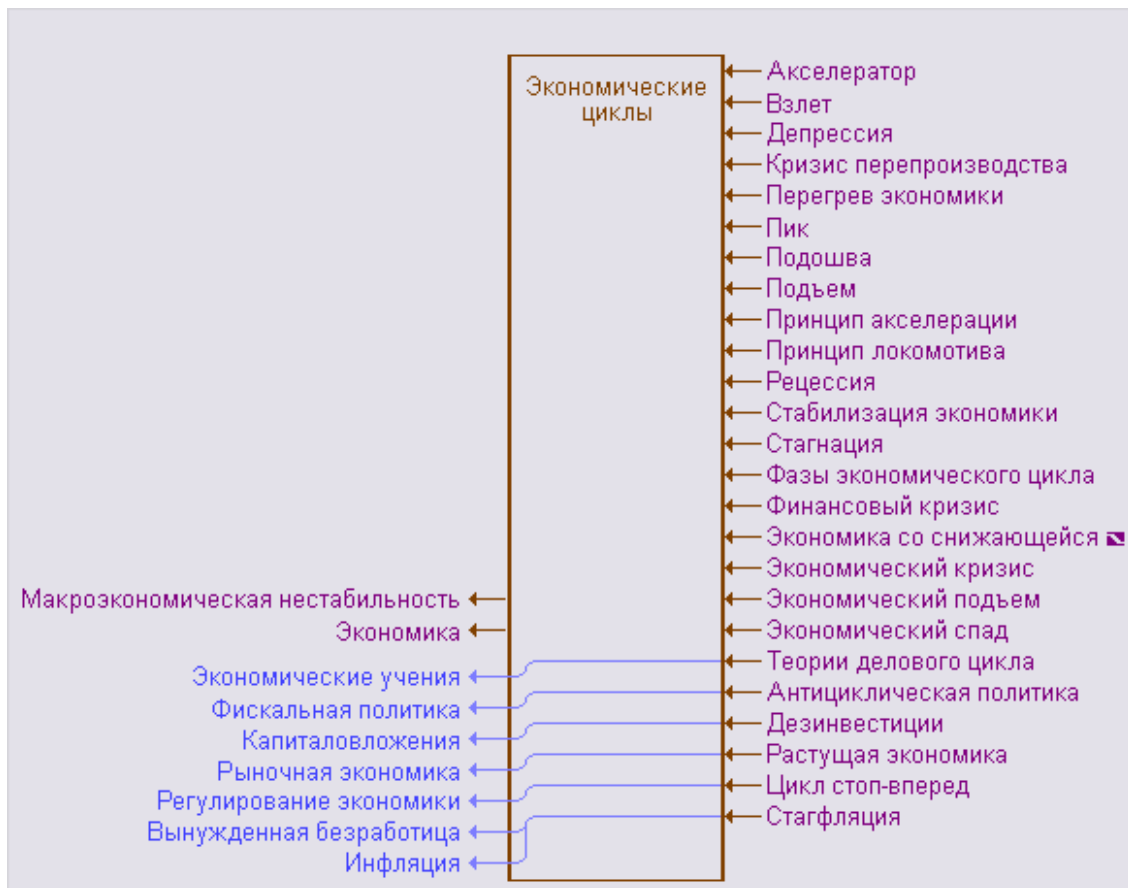 Экономические
циклы
Акселератор
Взлет
Депрессия
Кризис перепроизводства
Перегрев экономики
Пик
Подошва
Подъем
Принцип акселерации
Принцип локомотива
Рецессия
Стабилизация экономики
Стагнация
Фазы экономического цикла
Финансовый кризис
Экономика со снижающейся
Экономический кризис
Экономический подъем
Экономический спад
Теории делового цикла
Антициклическая политика
Дезинвестиции
Растущая экономика
Цикл стоп-вперед
Стагфляция
Макроэкономическая нестабильность
Экономика
Экономические учения
Фискальная политика
Капиталовложения
Рыночная экономика
Регулирование экономики
Вынужденная безработица
Инфляция